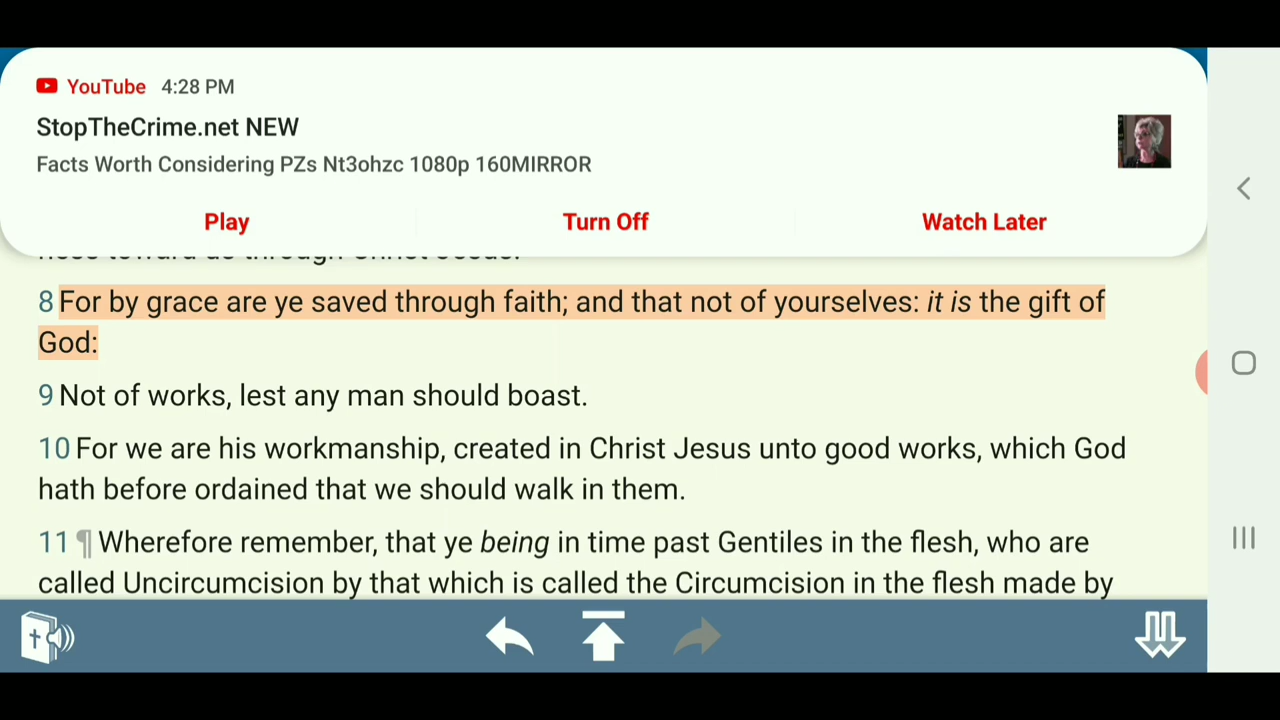 YouTube 4:28 PM
StopTheCrime.net NEW
Facts Worth Considering PZs Nt3ohzc 1080p 160MIRROR
Play Turn Off Watch Later
8 For by grace are ye saved through faith; and that not of yourselves: it is the gift of
God:
9 Not of works, lest any man should boast.
10 For we are his workmanship, created in Christ Jesus unto good works, which God
hath before ordained that we should walk in them.
11 ¶ Wherefore remember, that ye being in time past Gentiles in the flesh, who are
called Uncircumcision by that which is called the Circumcision in the flesh made by